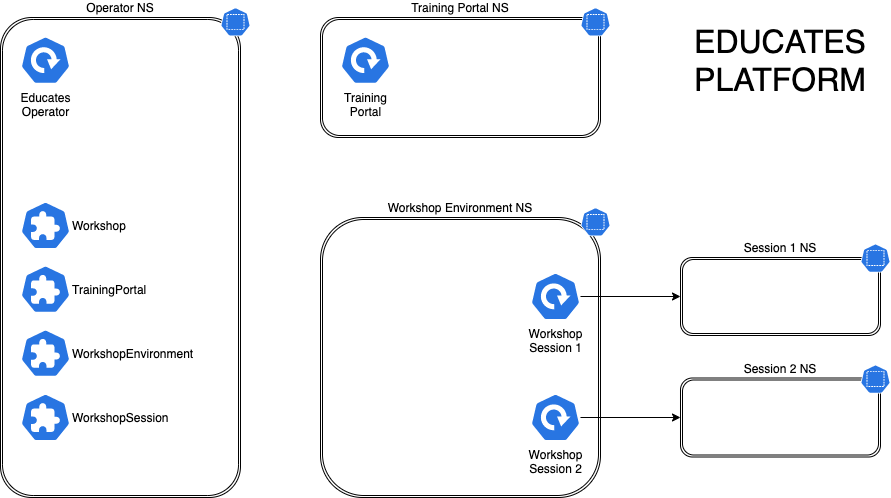 Operator NS
Training Portal NS
EDUCATES
PLATFORM
Educates
Operator
Training
Portal
Workshop
TrainingPortal
WorkshopEnvironment
WorkshopSession
Workshop Environment NS
Workshop
Session 1
Session 1 NS
Workshop
Session 2
Session 2 NS